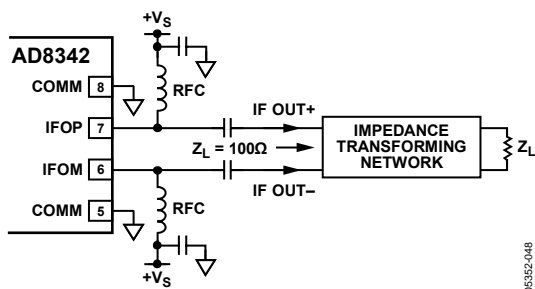 +VS
AD8342
COMM 8
RFC
IFOP 7
IF OUT+
ZL = 100Ω
IMPEDANCE
TRANSFORMING
NETWORK
ZL
IFOM 6
IF OUT–
COMM 5
RFC
+VS
05352-048